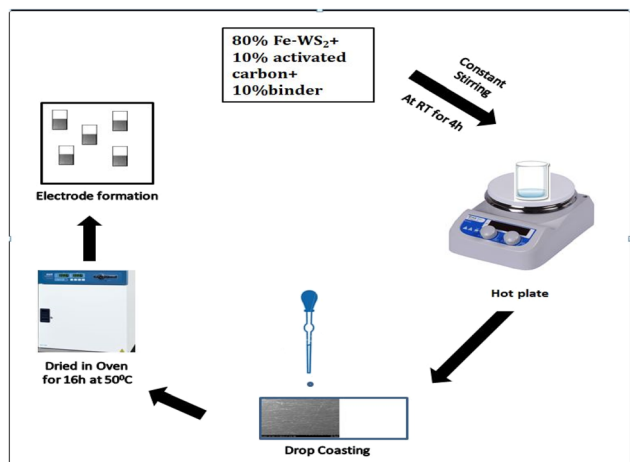 80% Fe-WS₂+
10% activated
carbon+
10%binder
Constant
Stirring
At RT for 4h
Hot plate
Drop Coasting
Dried in Oven
for 16h at 50⁰C
Electrode formation